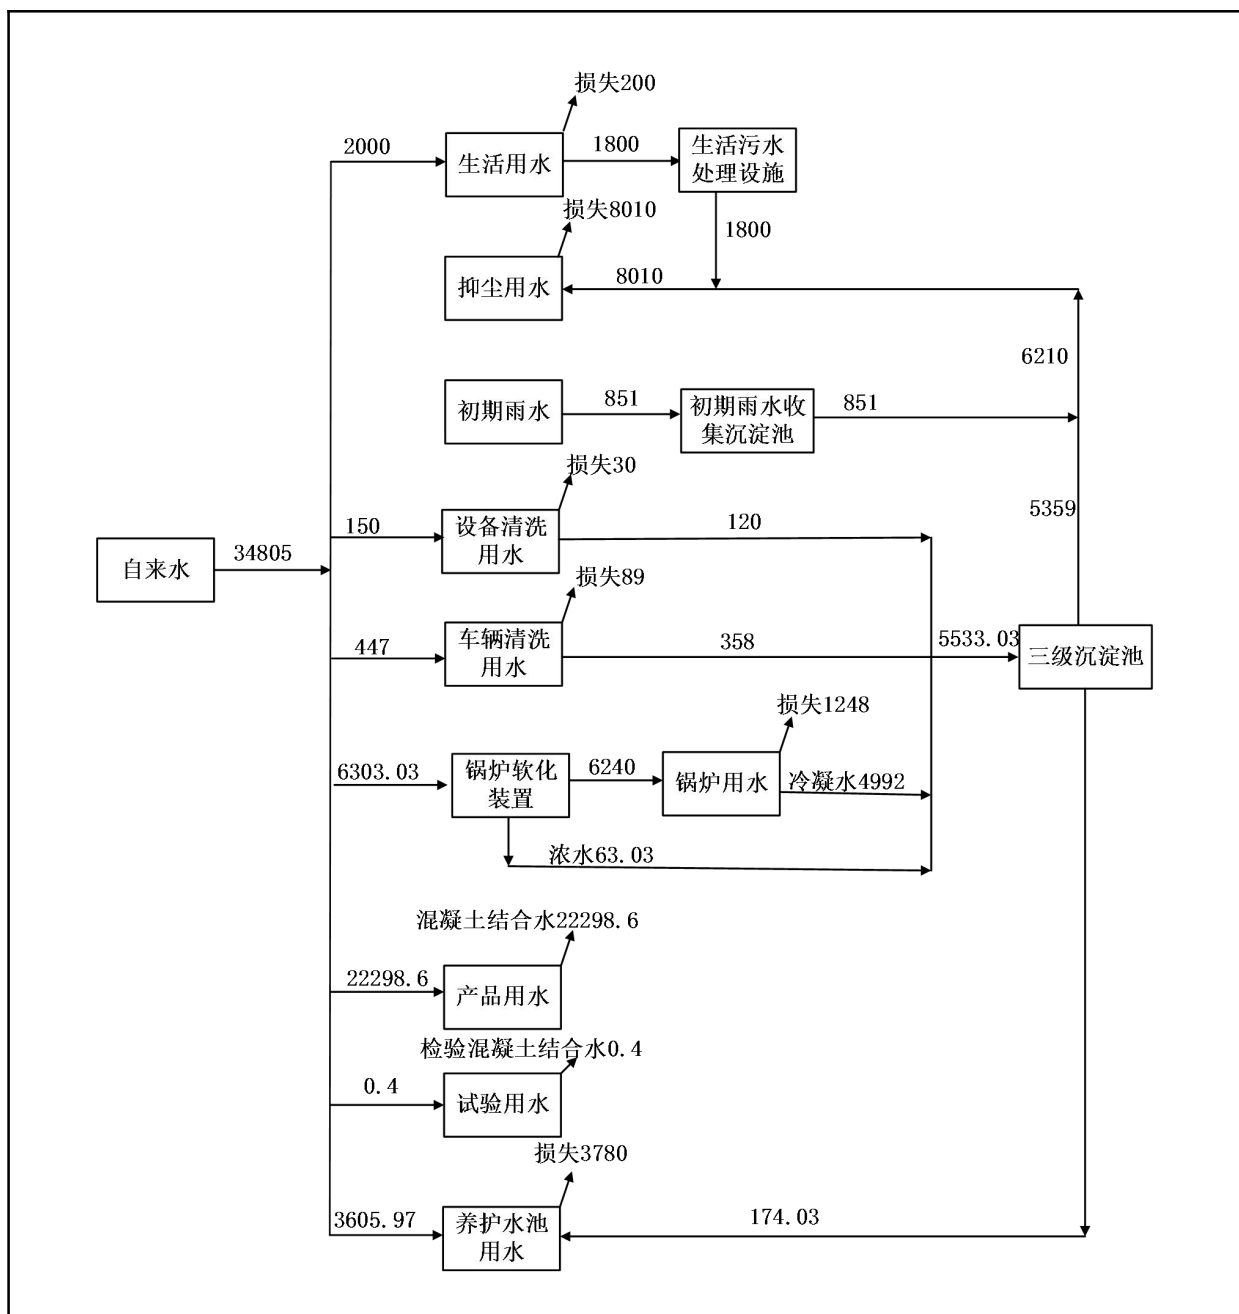 损失200
2000
生活用水
1800
生活污水
处理设施
损失8010
1800
抑尘用水
8010
6210
初期雨水
851
初期雨水收
集沉淀池
851
损失30
150
设备清洗
用水
120
5359
自来水
34805
损失89
447
车辆清洗
用水
358
5533.03
三级沉淀池
损失1248
6303.03
锅炉软化
装置
6240
锅炉用水
冷凝水4992
浓水63.03
混凝土结合水22298.6
22298.6
产品用水
检验混凝土结合水0.4
0.4
试验用水
损失3780
3605.97
养护水池
用水
174.03